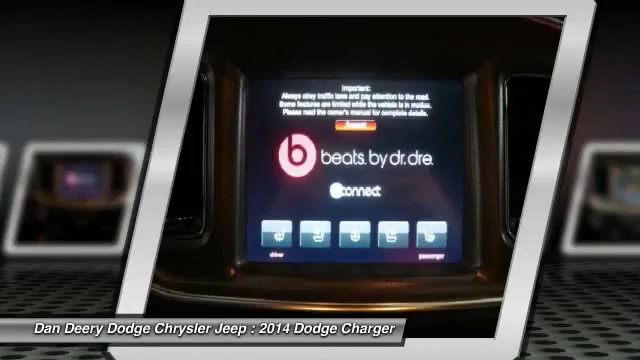 Important:
Always obey traffic laws and pay attention to the road.
Some features are limited while the vehicle is in motion.
Please read the owner's manual for complete details.
Accept
b beats by dr. dre.
Uconnect
driver
passenger
Dan Deery Dodge Chrysler Jeep : 2014 Dodge Charger